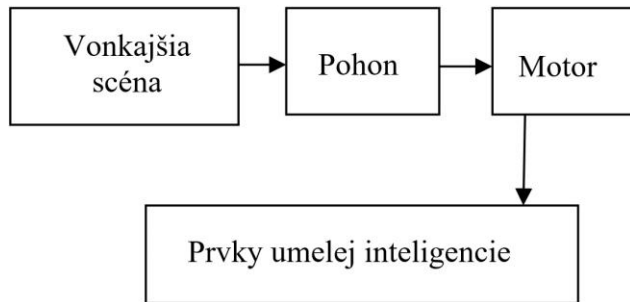 Vonkajšia
scéna
Pohon
Motor
Prvky umelej inteligencie